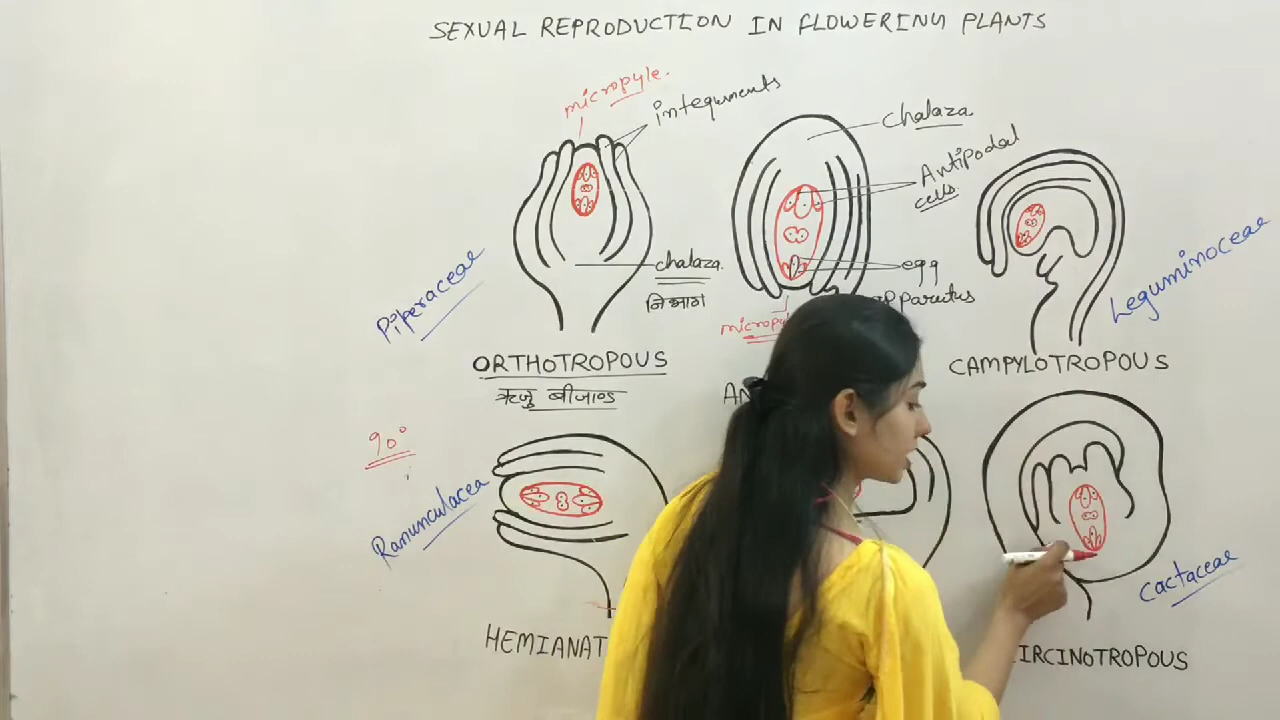 SEXUAL REPRODUCTION IN FLOWERING PLANTS
micropyle.
integuments
chalaza
Antipodal
cells.
chalaza.
egg
apparutus
Piperaceae
Leguminoceae
ORTHOTROPOUS
ऋजु बीजाण्ड
CAMPYLOTROPOUS
90°
Ranunculacea
cactaceae
HEMIANAT
IRCINOTROPOUS